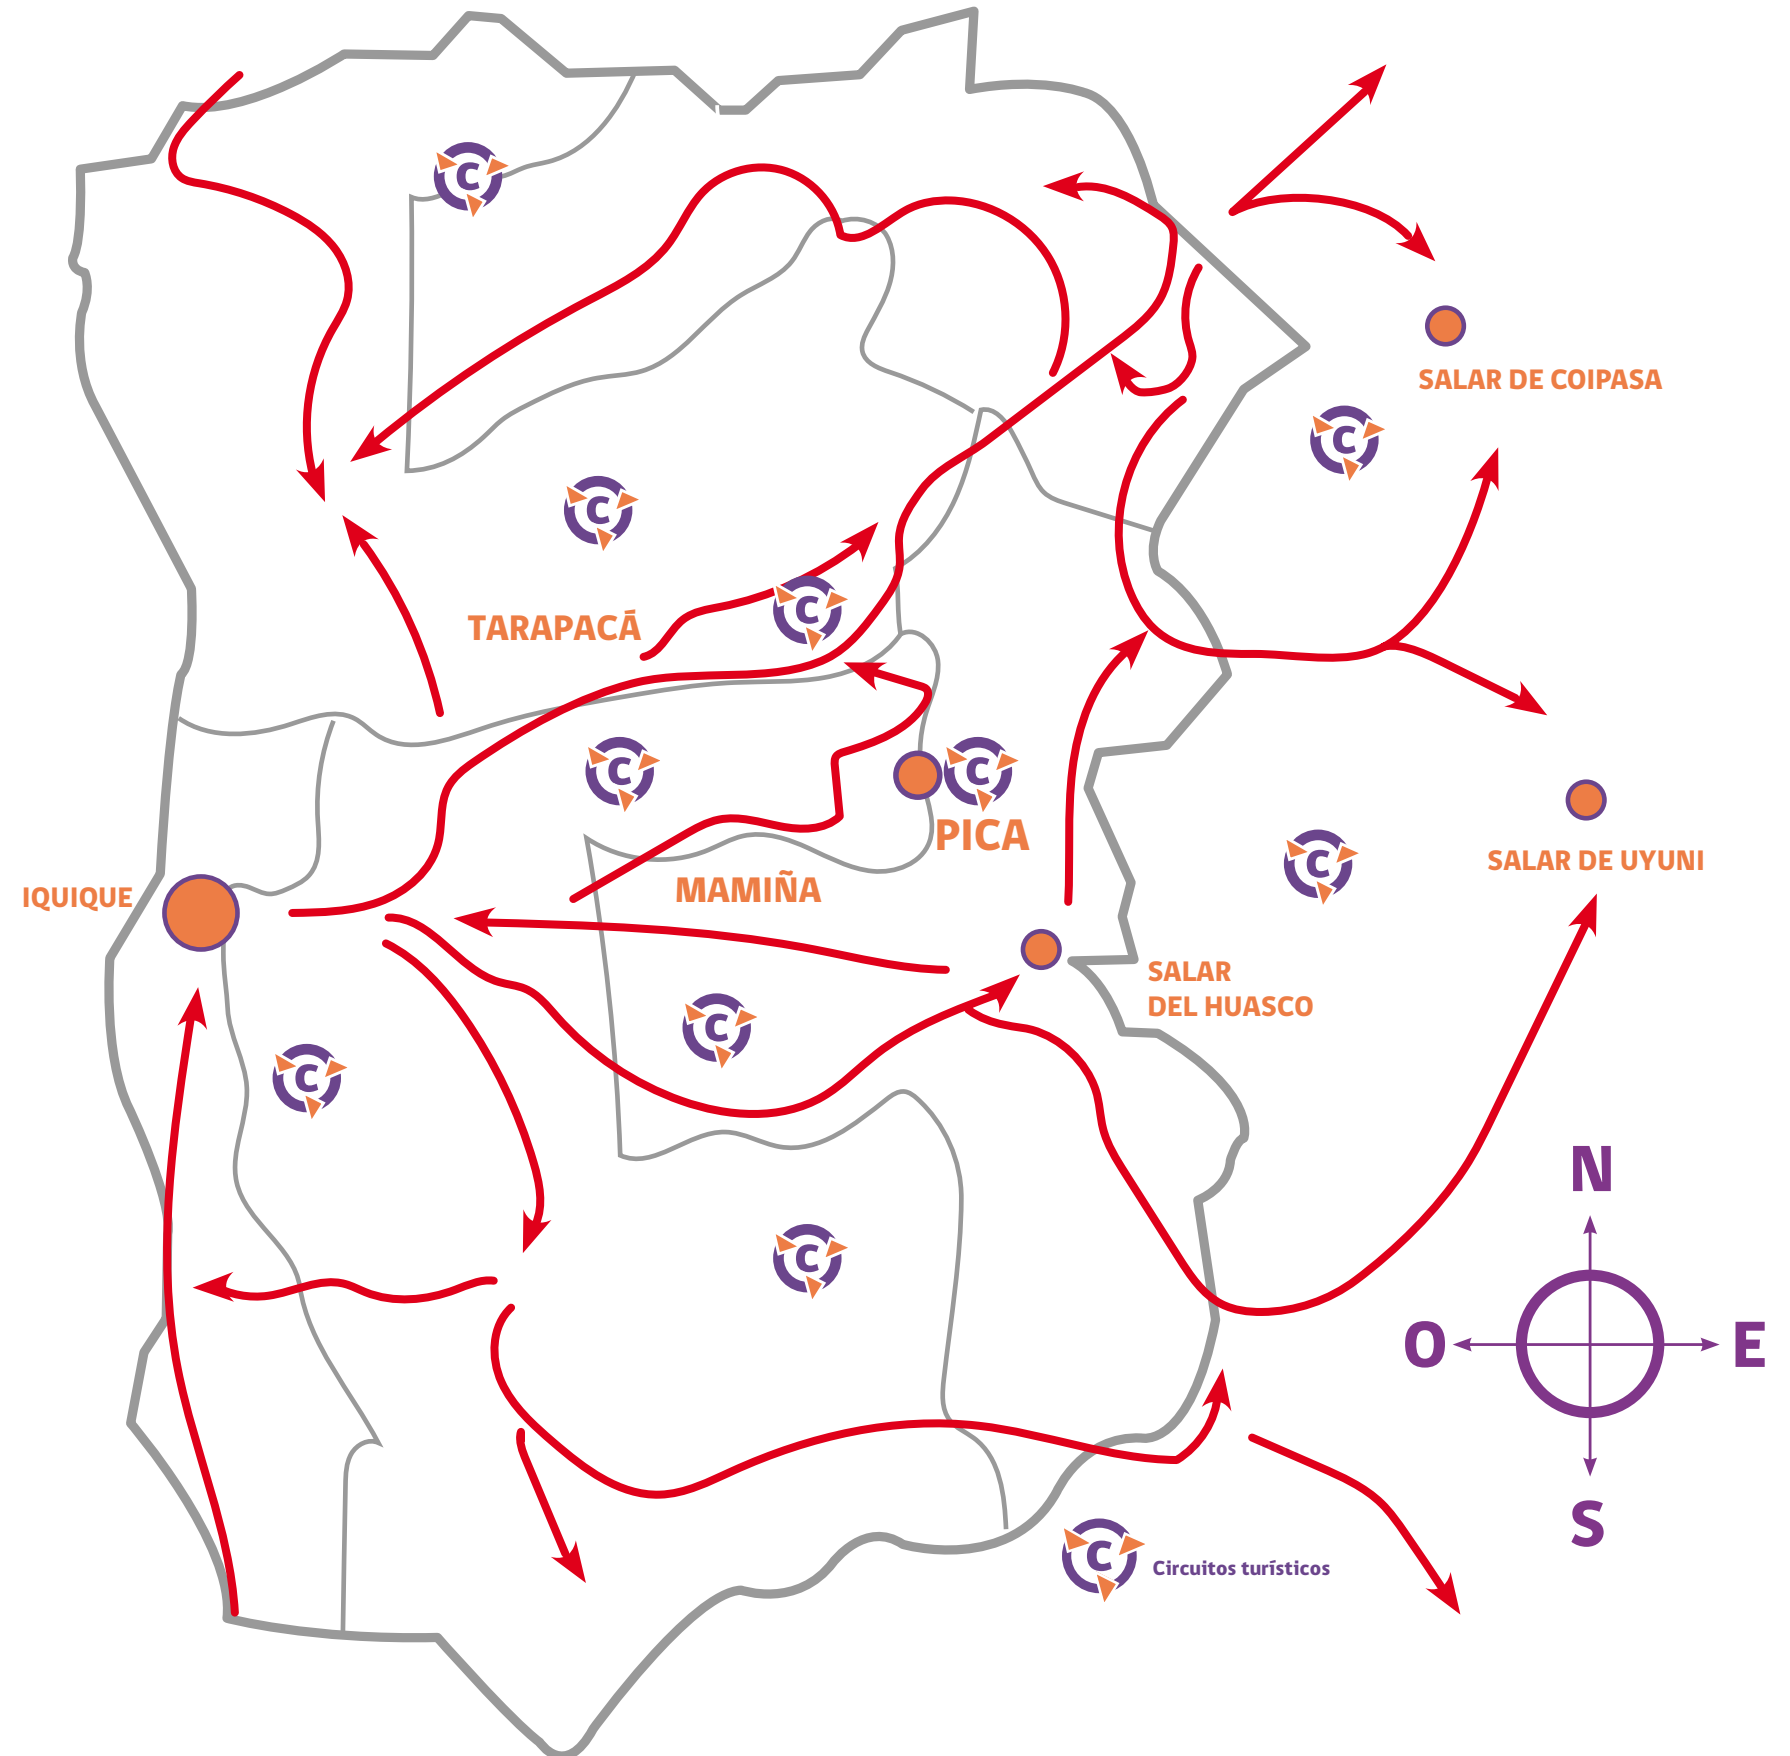 C
C
SALAR DE COIPASA
C
C
C
TARAPACÁ
C
C
PICA
C
SALAR DE UYUNI
MAMIÑA
IQUIQUE
SALAR
DEL HUASCO
C
C
N
C
O
E
S
C
Circuitos turísticos